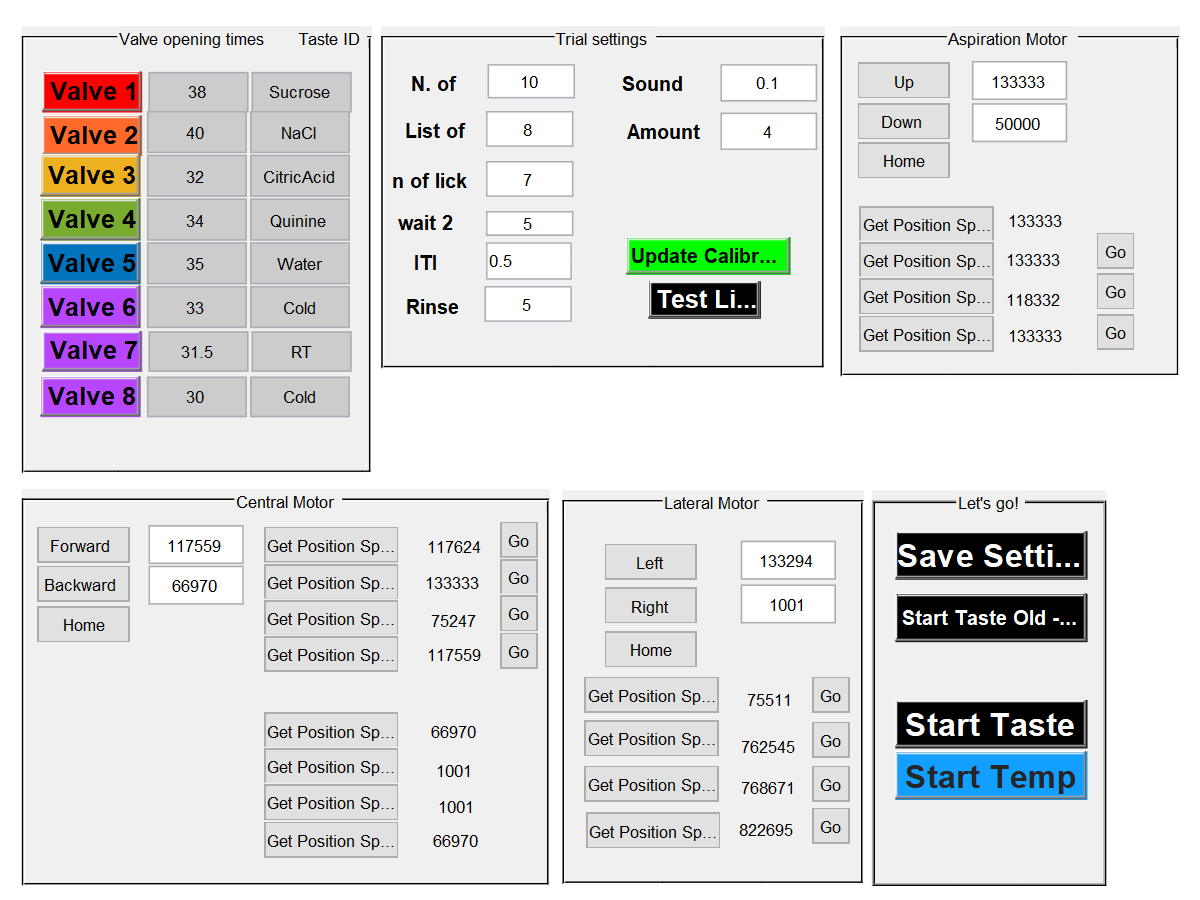 Valve opening times Taste ID
Valve 1 38 Sucrose
Valve 2 40 NaCl
Valve 3 32 CitricAcid
Valve 4 34 Quinine
Valve 5 35 Water
Valve 6 33 Cold
Valve 7 31.5 RT
Valve 8 30 Cold
Trial settings
N. of 10 Sound 0.1
List of 8 Amount 4
n of lick 7
wait 2 5
ITI 0.5
Rinse 5
Update Calibr...
Test Li...
Aspiration Motor
Up 133333
Down 50000
Home
Get Position Sp... 133333
Get Position Sp... 133333 Go
Get Position Sp... 118332 Go
Get Position Sp... 133333 Go
Central Motor
Forward 117559
Backward 66970
Home
Get Position Sp... 117624 Go
Get Position Sp... 133333 Go
Get Position Sp... 75247 Go
Get Position Sp... 117559 Go
Get Position Sp... 66970
Get Position Sp... 1001
Get Position Sp... 1001
Get Position Sp... 66970
Lateral Motor
Left 133294
Right 1001
Home
Get Position Sp... 75511 Go
Get Position Sp... 762545 Go
Get Position Sp... 768671 Go
Get Position Sp... 822695 Go
Let's go!
Save Setti...
Start Taste Old -...
Start Taste
Start Temp